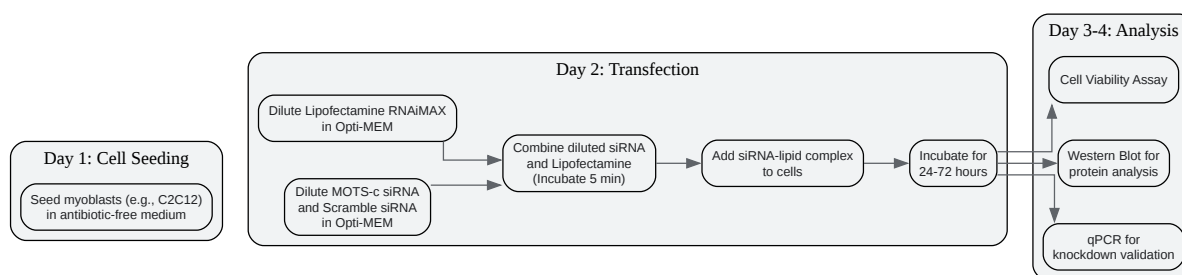 Day 1: Cell Seeding
Seed myoblasts (e.g., C2C12)
in antibiotic-free medium
Day 2: Transfection
Dilute Lipofectamine RNAiMAX
in Opti-MEM
Dilute MOTS-c siRNA
and Scramble siRNA
in Opti-MEM
Combine diluted siRNA
and Lipofectamine
(Incubate 5 min)
Add siRNA-lipid complex
to cells
Incubate for
24-72 hours
Day 3-4: Analysis
Cell Viability Assay
Western Blot for
protein analysis
qPCR for
knockdown validation